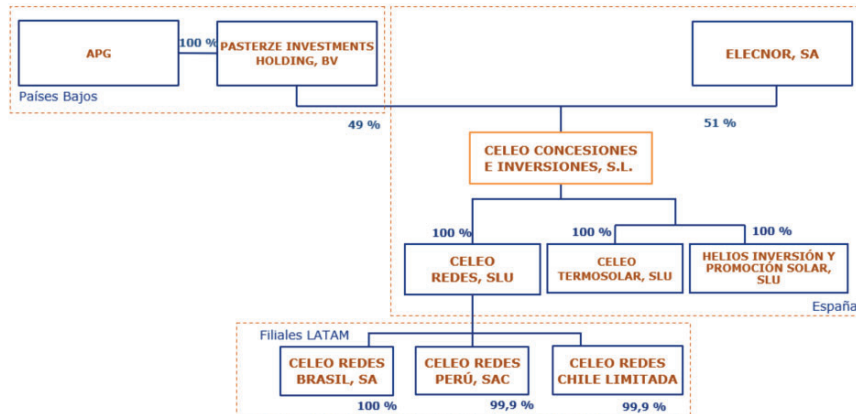 APG
100 %
PASTERZE INVESTMENTS
HOLDING, BV
ELECNOR, SA
Países Bajos
49 %
51 %
CELEO CONCESIONES
E INVERSIONES, S.L.
100 %
100 %
100 %
CELEO
REDES, SLU
CELEO
TERMOSOLAR, SLU
HELIOS INVERSIÓN Y
PROMOCIÓN SOLAR,
SLU
España
Filiales LATAM
CELEO REDES
BRASIL, SA
CELEO REDES
PERÚ, SAC
CELEO REDES
CHILE LIMITADA
100 %
99,9 %
99,9 %